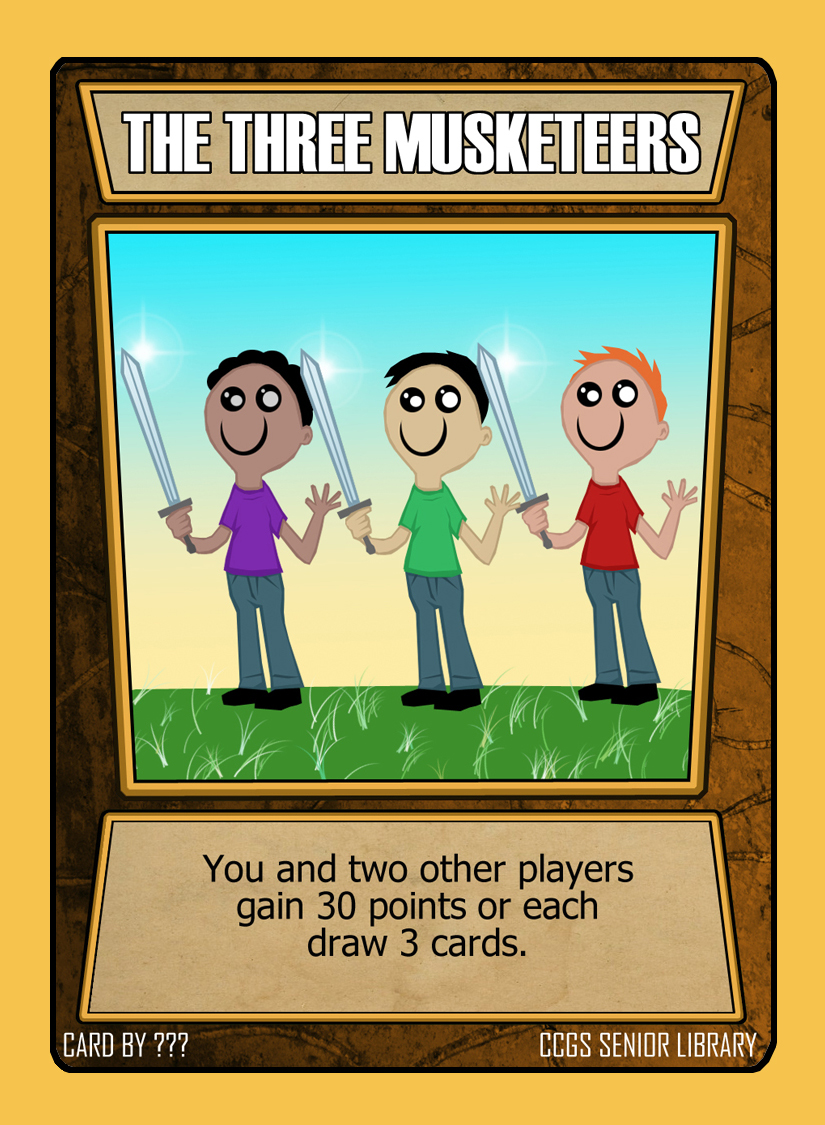 THE THREE MUSKETEERS
You and two other players
gain 30 points or each
draw 3 cards.
CARD BY ???
CCGS SENIOR LIBRARY